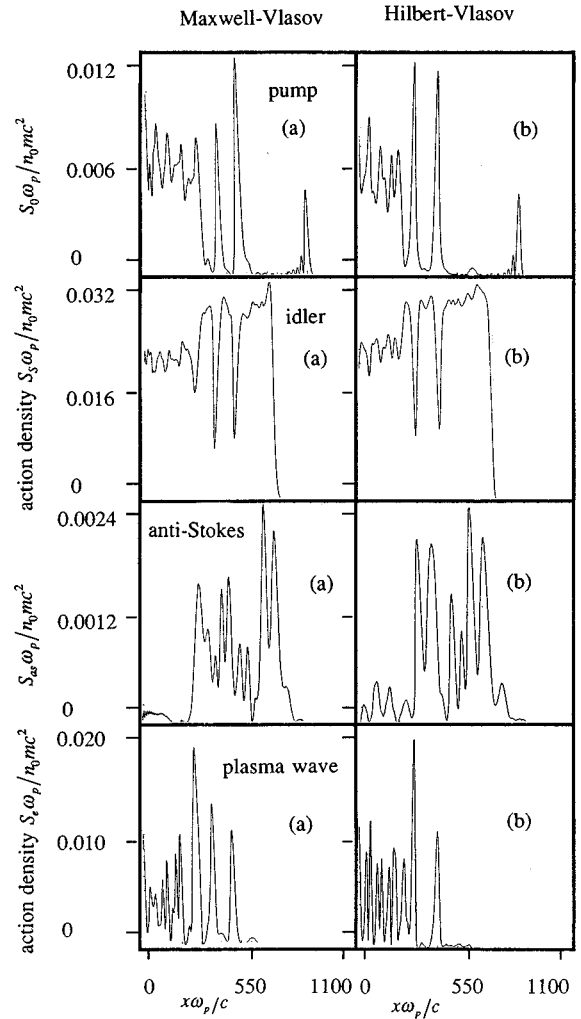 Maxwell-Vlasov Hilbert-Vlasov
S₀ωₚ/n₀mc²
0.012
0.006
0
pump
(a)
(b)
action density Sₛωₚ/n₀mc²
0.032
0.016
0
idler
(a)
(b)
Sₐₛωₚ/n₀mc²
0.0024
0.0012
0
anti-Stokes
(a)
(b)
action density Sₑωₚ/n₀mc²
0.020
0.010
0
plasma wave
(a)
(b)
0 550 1100 0 550 1100
xωₚ/c xωₚ/c